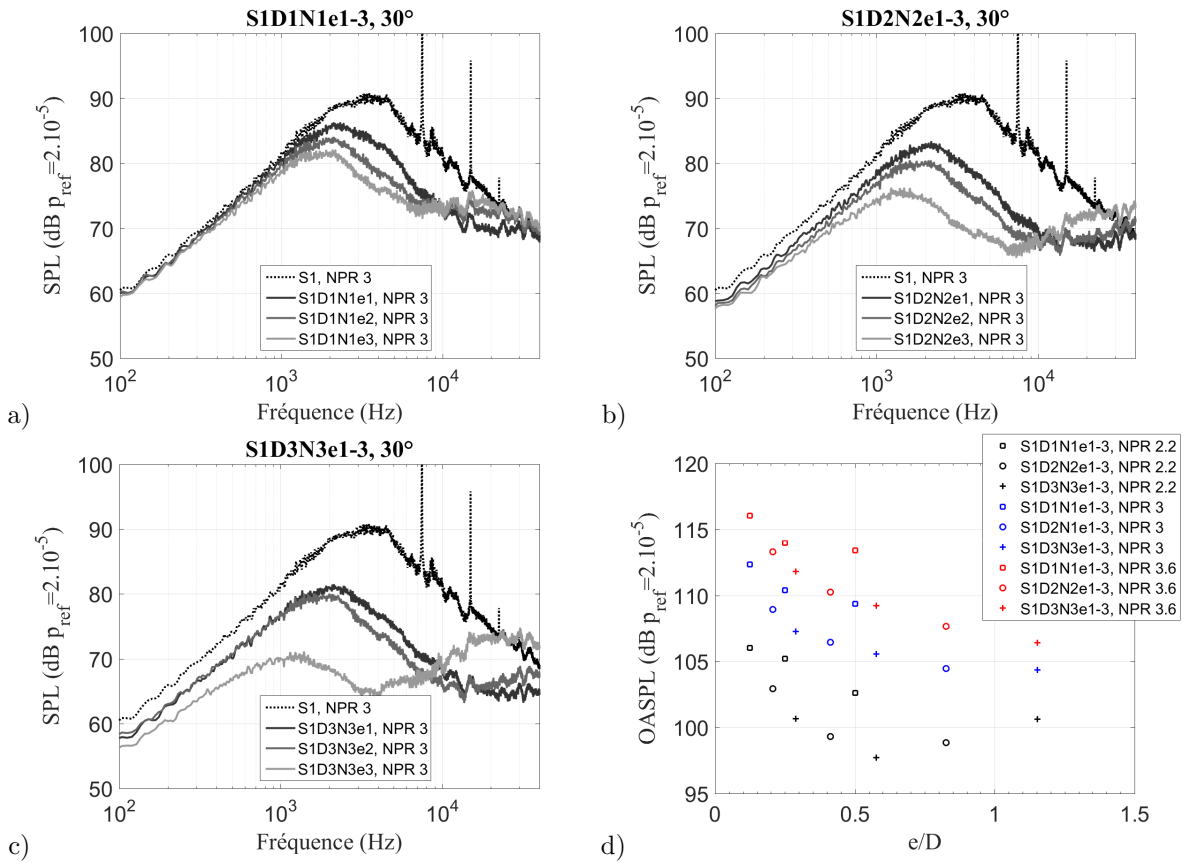 S1D1N1e1-3, 30°
SPL (dB p_ref=2.10^-5)
100
90
80
70
60
50
S1, NPR 3
S1D1N1e1, NPR 3
S1D1N1e2, NPR 3
S1D1N1e3, NPR 3
10^2
10^3
10^4
Fréquence (Hz)
a)
S1D2N2e1-3, 30°
SPL (dB p_ref=2.10^-5)
100
90
80
70
60
50
S1, NPR 3
S1D2N2e1, NPR 3
S1D2N2e2, NPR 3
S1D2N2e3, NPR 3
10^2
10^3
10^4
Fréquence (Hz)
b)
S1D3N3e1-3, 30°
SPL (dB p_ref=2.10^-5)
100
90
80
70
60
50
S1, NPR 3
S1D3N3e1, NPR 3
S1D3N3e2, NPR 3
S1D3N3e3, NPR 3
10^2
10^3
10^4
Fréquence (Hz)
c)
OASPL (dB p_ref=2.10^-5)
120
115
110
105
100
95
S1D1N1e1-3, NPR 2.2
S1D2N2e1-3, NPR 2.2
S1D3N3e1-3, NPR 2.2
S1D1N1e1-3, NPR 3
S1D2N1e1-3, NPR 3
S1D3N3e1-3, NPR 3
S1D1N1e1-3, NPR 3.6
S1D2N2e1-3, NPR 3.6
S1D3N3e1-3, NPR 3.6
0
0.5
1
1.5
e/D
d)